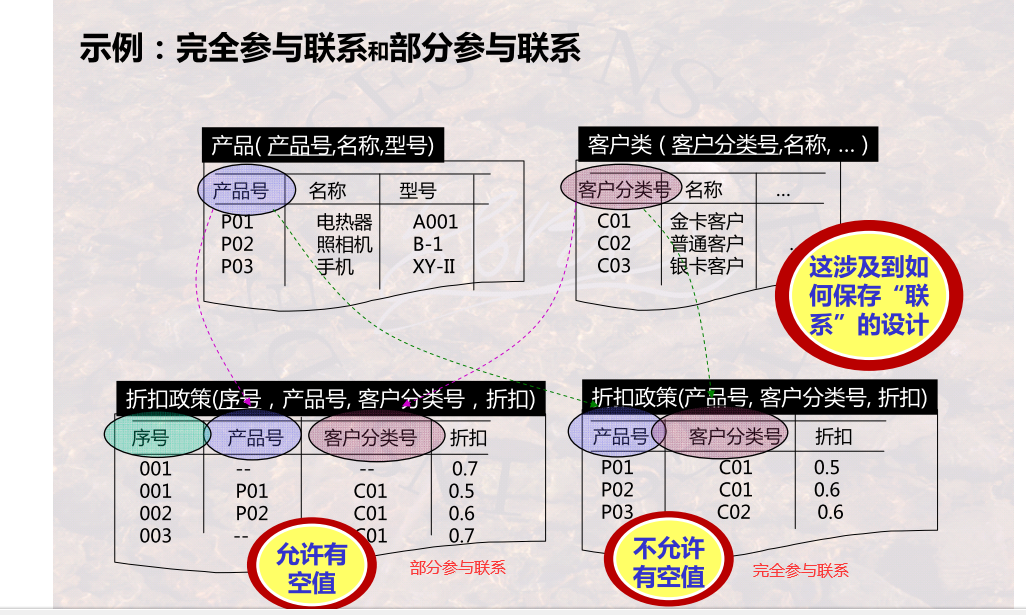 示例：完全参与联系和部分参与联系
产品( 产品号,名称,型号)
产品号 名称 型号
P01 电热器 A001
P02 照相机 B-1
P03 手机 XY-II
客户类 ( 客户分类号,名称, ... )
客户分类号 名称 ...
C01 金卡客户
C02 普通客户
C03 银卡客户
这涉及到如
何保存“联
系”的设计
折扣政策(序号，产品号, 客户分类号，折扣)
序号 产品号 客户分类号 折扣
001 -- -- 0.7
001 P01 C01 0.5
002 P02 C01 0.6
003 -- C01 0.7
允许有
空值
部分参与联系
折扣政策(产品号, 客户分类号, 折扣)
产品号 客户分类号 折扣
P01 C01 0.5
P02 C01 0.6
P03 C02 0.6
不允许
有空值
完全参与联系